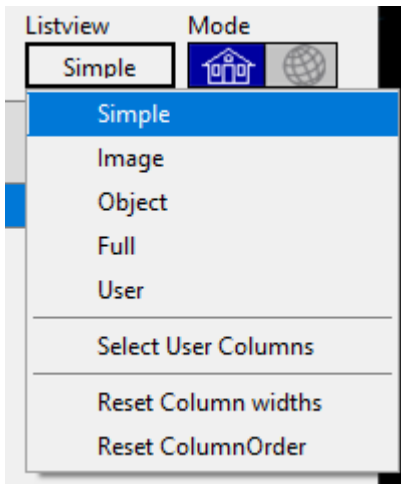 Listview Mode
Simple
Simple
Image
Object
Full
User
Select User Columns
Reset Column widths
Reset ColumnOrder